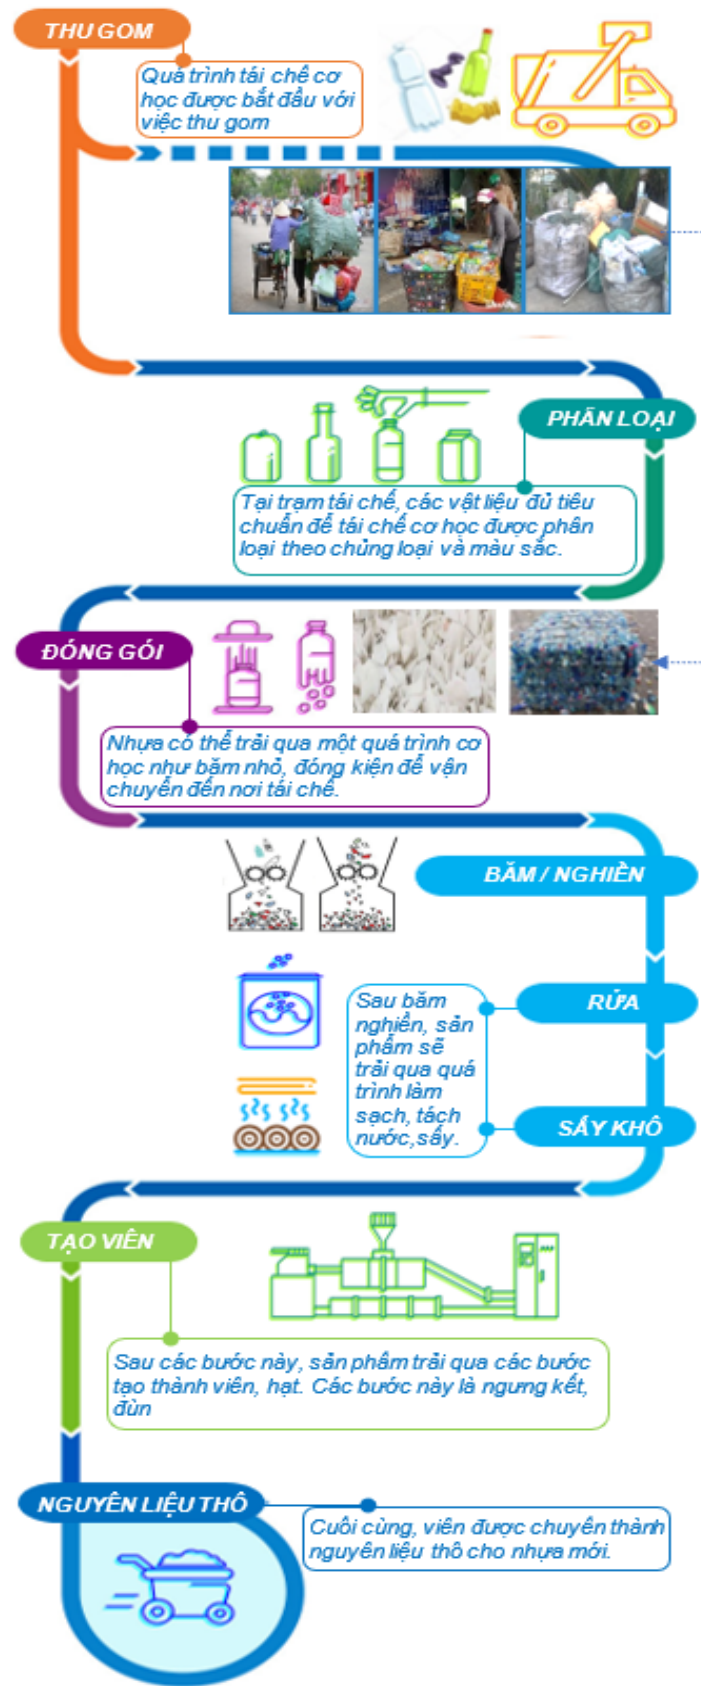 THU GOM
Quá trình tái chế cơ
học được bắt đầu với
việc thu gom
PHÂN LOẠI
Tại trạm tái chế, các vật liệu đủ tiêu
chuẩn để tái chế cơ học được phân
loại theo chủng loại và màu sắc.
ĐÓNG GÓI
Nhựa có thể trải qua một quá trình cơ
học như băm nhỏ, đóng kiện để vận
chuyển đến nơi tái chế.
BĂM / NGHIỀN
RỬA
Sau băm
nghiền, sản
phẩm sẽ
trải qua quá
trình làm
sạch, tách
nước,sấy.
SẤY KHÔ
TẠO VIÊN
Sau các bước này, sản phẩm trải qua các bước
tạo thành viên, hạt. Các bước này là ngưng kết,
đùn
NGUYÊN LIỆU THÔ
Cuối cùng, viên được chuyển thành
nguyên liệu thô cho nhựa mới.